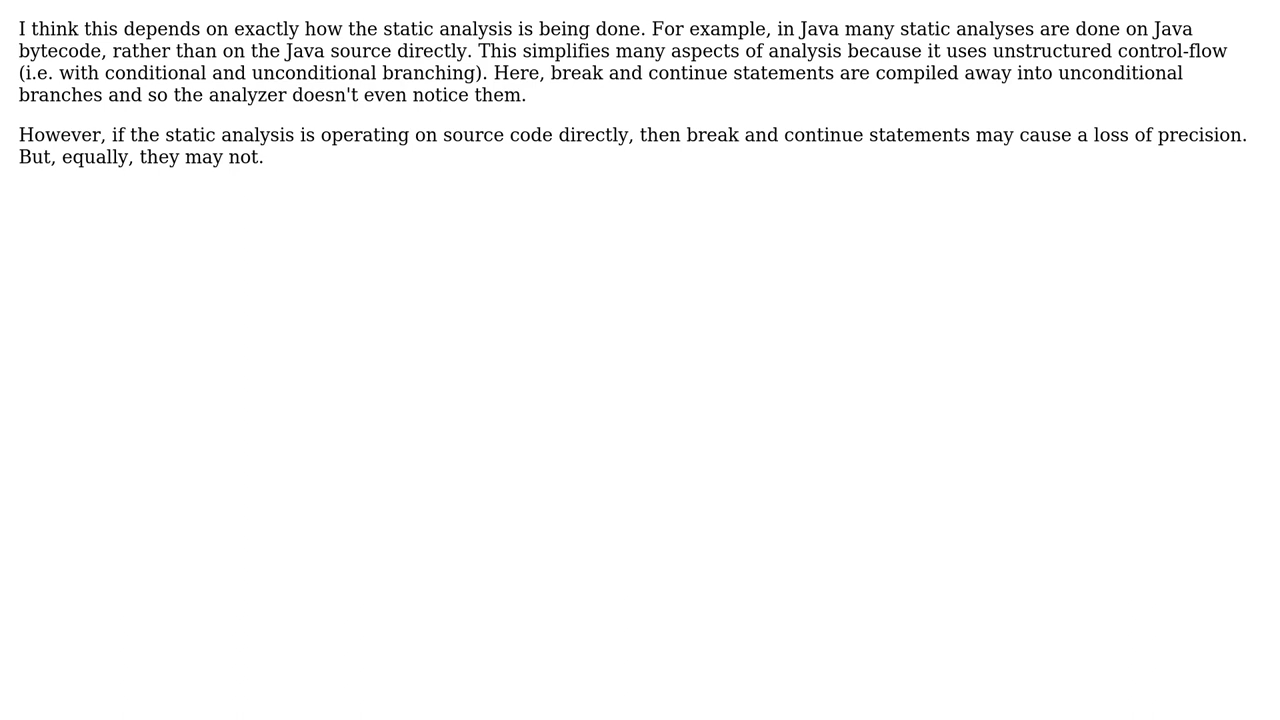 I think this depends on exactly how the static analysis is being done. For example, in Java many static analyses are done on Java
bytecode, rather than on the Java source directly. This simplifies many aspects of analysis because it uses unstructured control-flow
(i.e. with conditional and unconditional branching). Here, break and continue statements are compiled away into unconditional
branches and so the analyzer doesn't even notice them.
However, if the static analysis is operating on source code directly, then break and continue statements may cause a loss of precision.
But, equally, they may not.